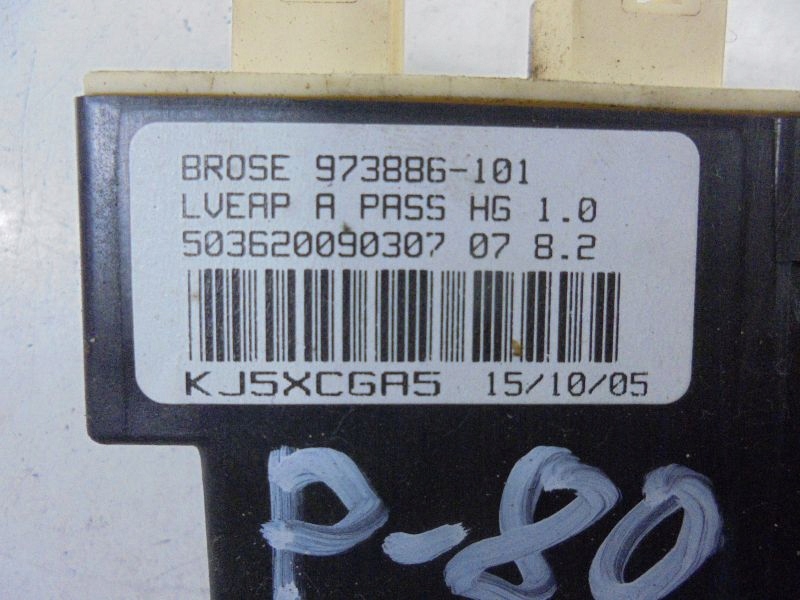 BROSE 973886-101
LVEAP A PASS HG 1.0
503620090307 07 8.2
KJ5XCGA5 15/10/05
P-80